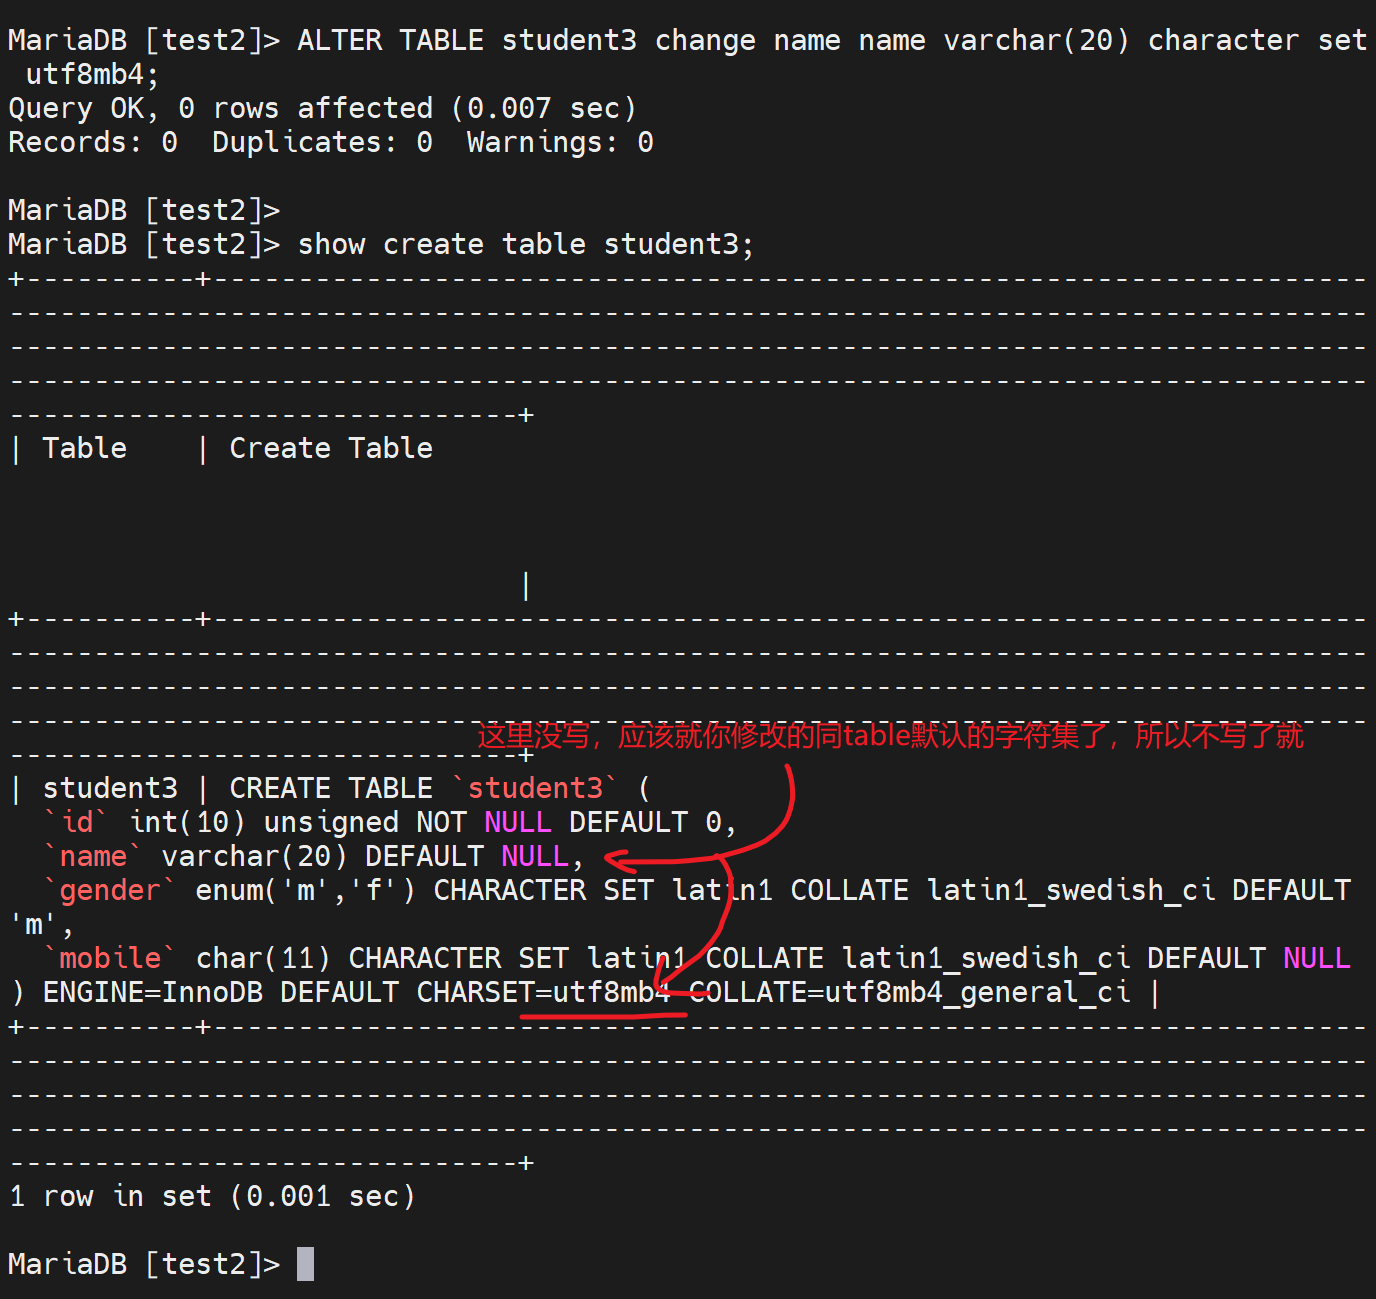 MariaDB [test2]> ALTER TABLE student3 change name name varchar(20) character set
utf8mb4;
Query OK, 0 rows affected (0.007 sec)
Records: 0  Duplicates: 0  Warnings: 0
MariaDB [test2]>
MariaDB [test2]> show create table student3;
+----------+--------------------------------------------------------------------
--------------------------------------------------------------------------------
--------------------------------------------------------------------------------
--------------------------------------------------------------------------------
------------------------------+
| Table    | Create Table
|
+----------+--------------------------------------------------------------------
--------------------------------------------------------------------------------
--------------------------------------------------------------------------------
--------------------------------------------------------------------------------
这里没写，应该就你修改的同table默认的字符集了，所以不写了就
------------------------------+
| student3 | CREATE TABLE `student3` (
`id` int(10) unsigned NOT NULL DEFAULT 0,
`name` varchar(20) DEFAULT NULL,
`gender` enum('m','f') CHARACTER SET latin1 COLLATE latin1_swedish_ci DEFAULT
'm',
`mobile` char(11) CHARACTER SET latin1 COLLATE latin1_swedish_ci DEFAULT NULL
) ENGINE=InnoDB DEFAULT CHARSET=utf8mb4 COLLATE=utf8mb4_general_ci |
+----------+--------------------------------------------------------------------
--------------------------------------------------------------------------------
--------------------------------------------------------------------------------
--------------------------------------------------------------------------------
------------------------------+
1 row in set (0.001 sec)
MariaDB [test2]>